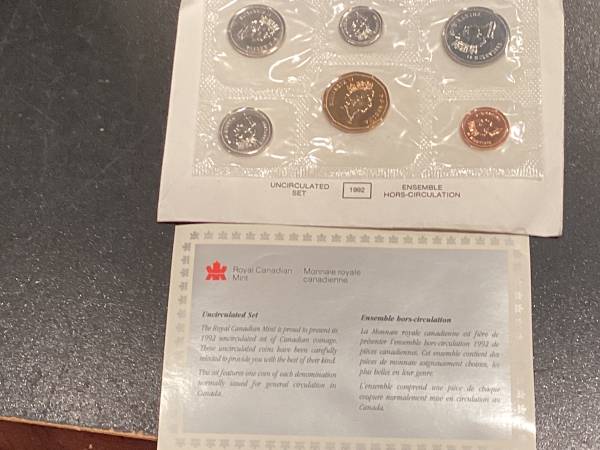 UNCIRCULATED
SET
1992
ENSEMBLE
HORS-CIRCULATION
Royal Canadian
Mint
Monnaie royale
canadienne
Uncirculated Set
The Royal Canadian Mint is proud to present its
1992 uncirculated set of Canadian coinage.
These uncirculated coins have been carefully
selected to provide you with the best of their kind.
This set features one coin of each denomination
normally issued for general circulation in
Canada.
Ensemble hors-circulation
La Monnaie royale canadienne est fière de
présenter l'ensemble hors-circulation 1992 de
pièces canadiennes. Cet ensemble contient des
pièces de monnaie soigneusement choisies, les
plus belles en leur genre.
L'ensemble comprend une pièce de chaque
coupure normalement mise en circulation au
Canada.